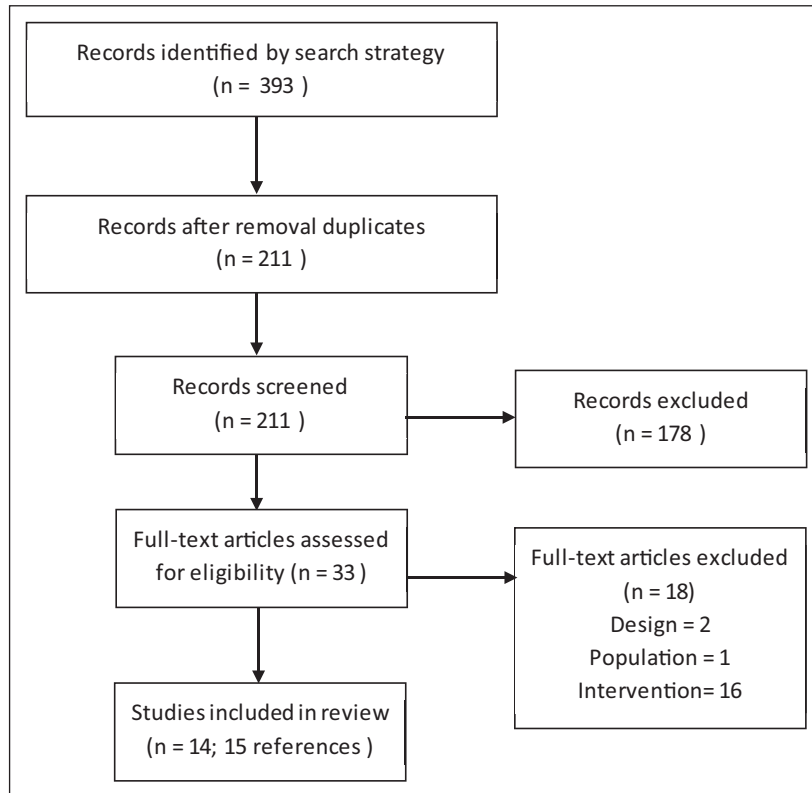 Records identified by search strategy
(n = 393 )
Records after removal duplicates
(n = 211 )
Records screened
(n = 211 )
Records excluded
(n = 178 )
Full-text articles assessed
for eligibility (n = 33 )
Full-text articles excluded
(n = 18)
Design = 2
Population = 1
Intervention= 16
Studies included in review
(n = 14; 15 references )